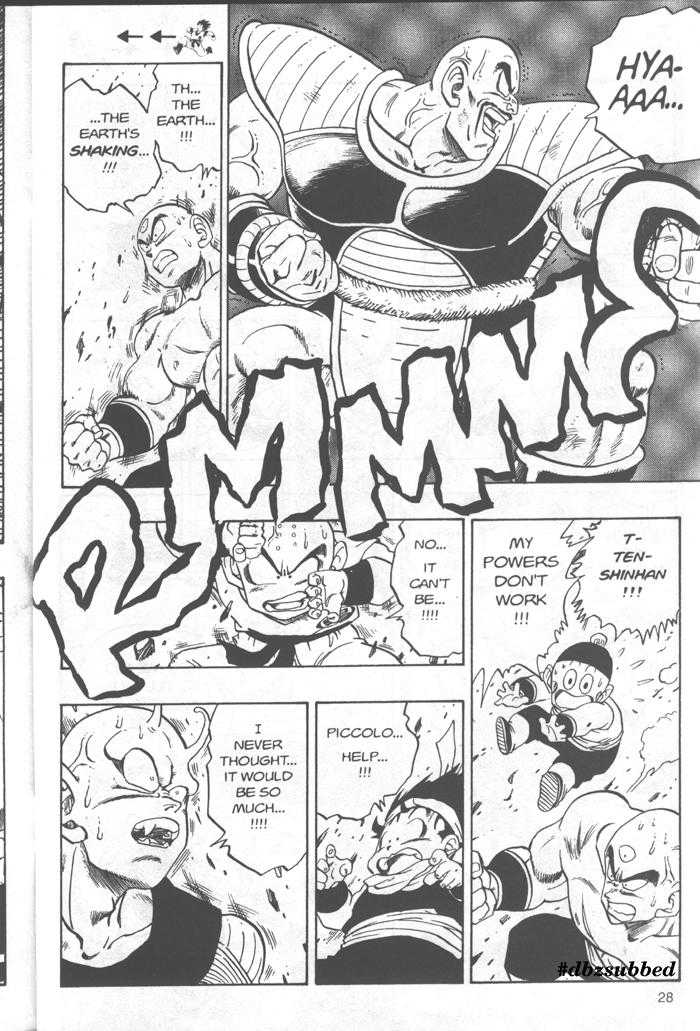 HYA-
AAA...
TH...
THE
EARTH...
!!!
...THE
EARTH'S
SHAKING...
!!!
RMMMMMM
T-
TEN-
SHINHAN
!!!
MY
POWERS
DON'T
WORK
!!!
NO...
IT
CAN'T
BE...
!!!!
PICCOLO...
HELP...
!!!
I
NEVER
THOUGHT...
IT WOULD
BE SO
MUCH...
!!!!
#dbzsubbed
28